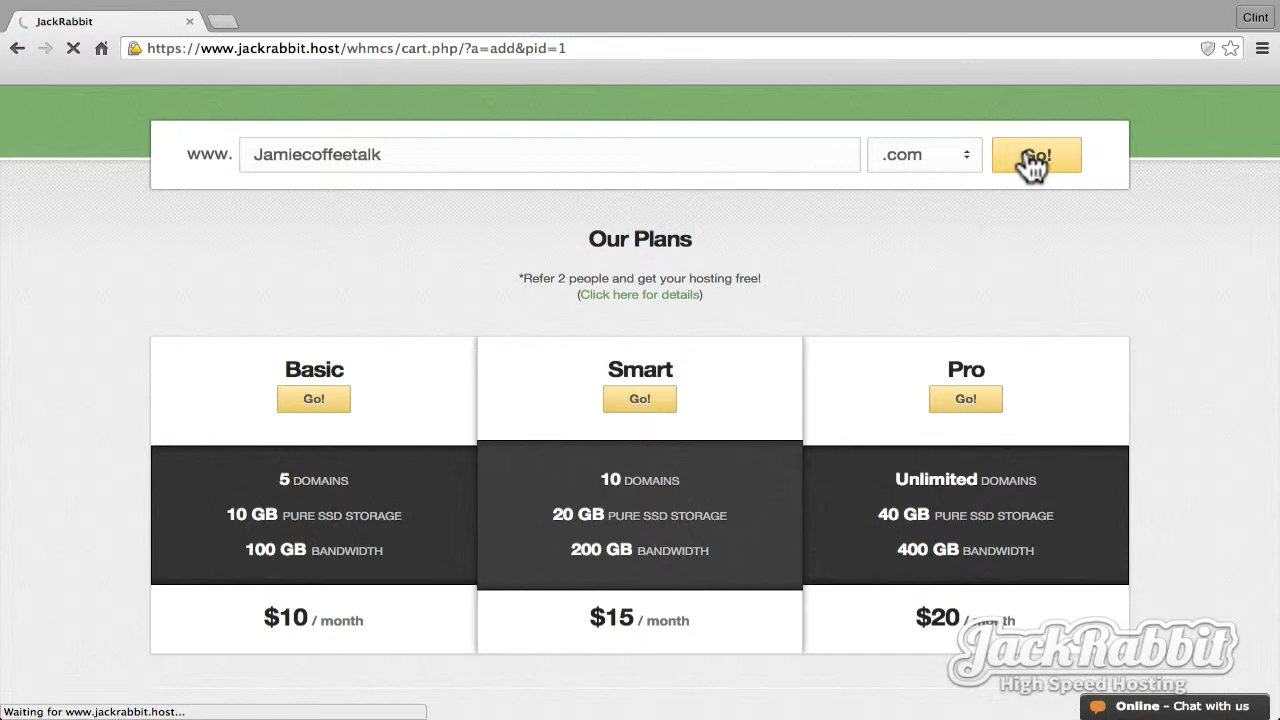 JackRabbit
Clint
https://www.jackrabbit.host/whmcs/cart.php/?a=add&pid=1
www. Jamiecoffeetalk .com Go!
Our Plans
*Refer 2 people and get your hosting free!
(Click here for details)
Basic Smart Pro
Go! Go! Go!
5 DOMAINS 10 DOMAINS Unlimited DOMAINS
10 GB PURE SSD STORAGE 20 GB PURE SSD STORAGE 40 GB PURE SSD STORAGE
100 GB BANDWIDTH 200 GB BANDWIDTH 400 GB BANDWIDTH
$10 / month $15 / month $20 / month
JackRabbit
High Speed Hosting
Online - Chat with us
Waiting for www.jackrabbit.host...